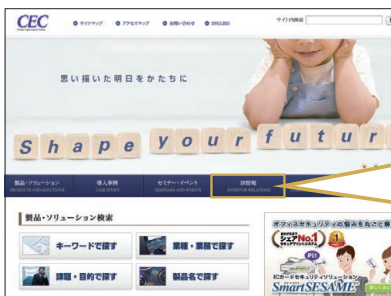 CEC
サイトマップ
アクセスマップ
お問い合わせ
ENGLISH
サイト内検索
思い描いた明日をかたちに
Shape your futur
製品・ソリューション
PRODUCTS AND SOLUTIONS
導入事例
CASE STUDY
セミナー・イベント
SEMINARS AND EVENTS
IR情報
INVESTOR RELATIONS
製品・ソリューション検索
キーワードで探す
業種・業務で探す
課題・目的で探す
製品名で探す
オフィスセキュリティの悩みを丸ごと解
シェアNo.1
Pi!
ICカードセキュリティソリューション
SmartSESAME